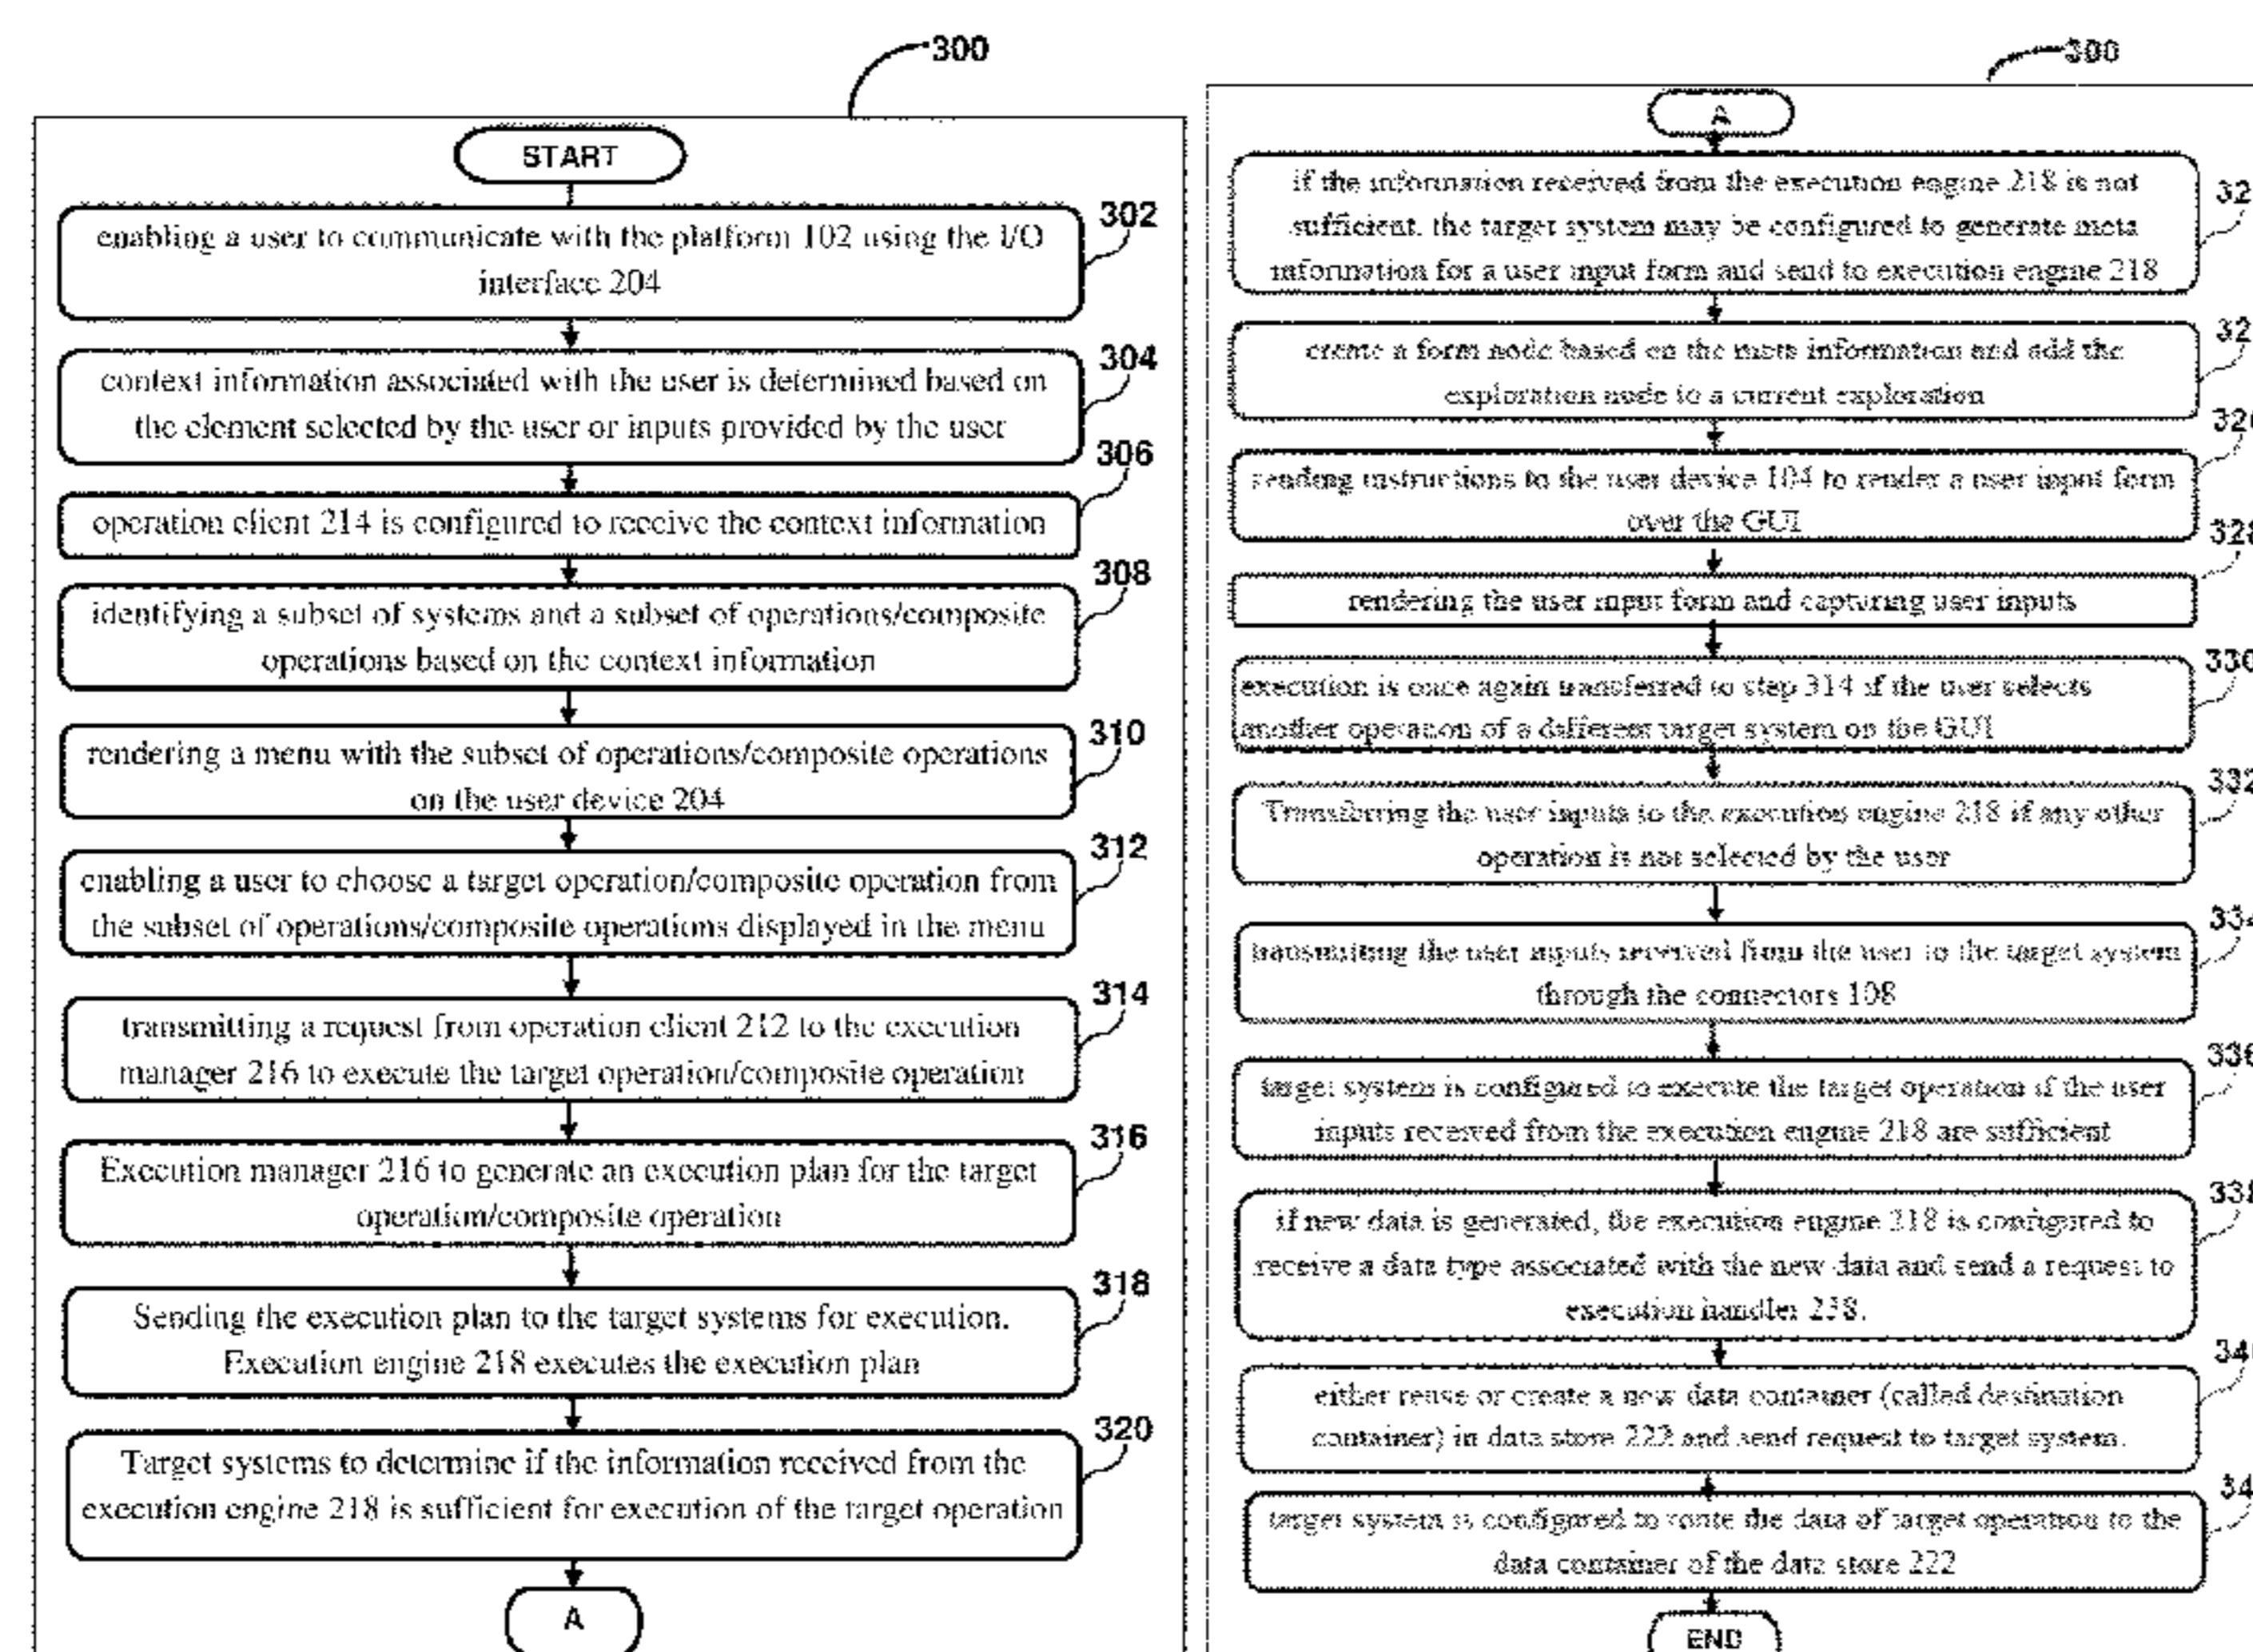 300
START
302
enabling a user to communicate with the platform 102 using the I/O
interface 204
304
context information associated with the user is determined based on
the element selected by the user or inputs provided by the user
306
operation client 214 is configured to receive the context information
308
identifying a subset of systems and a subset of operations/composite
operations based on the context information
310
rendering a menu with the subset of operations/composite operations
on the user device 204
312
enabling a user to choose a target operation/composite operation from
the subset of operations/composite operations displayed in the menu
314
transmitting a request from operation client 212 to the execution
manager 216 to execute the target operation/composite operation
316
Execution manager 216 to generate an execution plan for the target
operation/composite operation
318
Sending the execution plan to the target systems for execution.
Execution engine 218 executes the execution plan
320
Target systems to determine if the information received from the
execution engine 218 is sufficient for execution of the target operation
A
300
A
if the information received from the execution engine 218 is not
sufficient, the target system may be configured to generate meta
information for a user input form and send to execution engine 218
32
create a form node based on the meta information and add the
exploration node to a current exploration
32
326
sending instructions to the user device 104 to render a user input form
over the GUI
328
rendering the user input form and capturing user inputs
330
execution is once again transferred to step 314 if the user selects
another operation of a different target system on the GUI
332
Transferring the user inputs to the execution engine 218 if any other
operation is not selected by the user
334
transmitting the user inputs received from the user to the target system
through the connectors 108
336
target system is configured to execute the target operation if the user
inputs received from the execution engine 218 are sufficient
338
if new data is generated, the execution engine 218 is configured to
receive a data type associated with the new data and send a request to
execution handler 238.
34
either reuse or create a new data container (called destination
container) in data store 222 and send request to target system.
34
target system is configured to route the data of target operation to the
data container of the data store 222
END